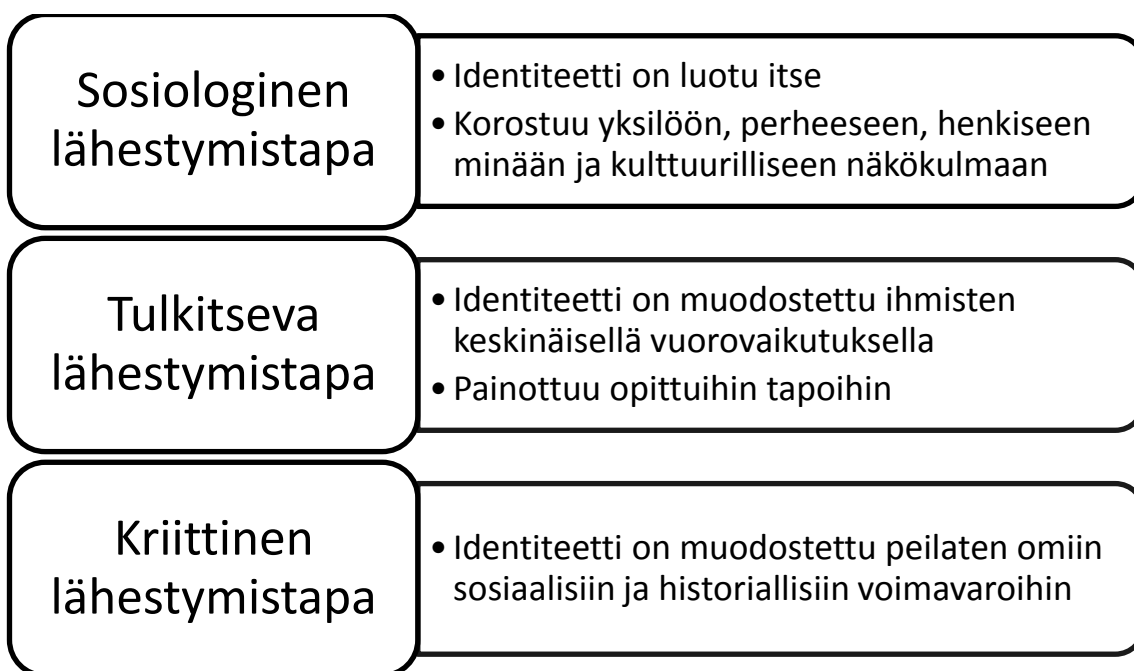 Sosiologinen
lähestymistapa
• Identiteetti on luotu itse
• Korostuu yksilöön, perheeseen, henkiseen
minään ja kulttuurilliseen näkökulmaan
Tulkitseva
lähestymistapa
• Identiteetti on muodostettu ihmisten
keskinäisellä vuorovaikutuksella
• Painottuu opittuihin tapoihin
Kriittinen
lähestymistapa
• Identiteetti on muodostettu peilaten omiin
sosiaalisiin ja historiallisiin voimavaroihin